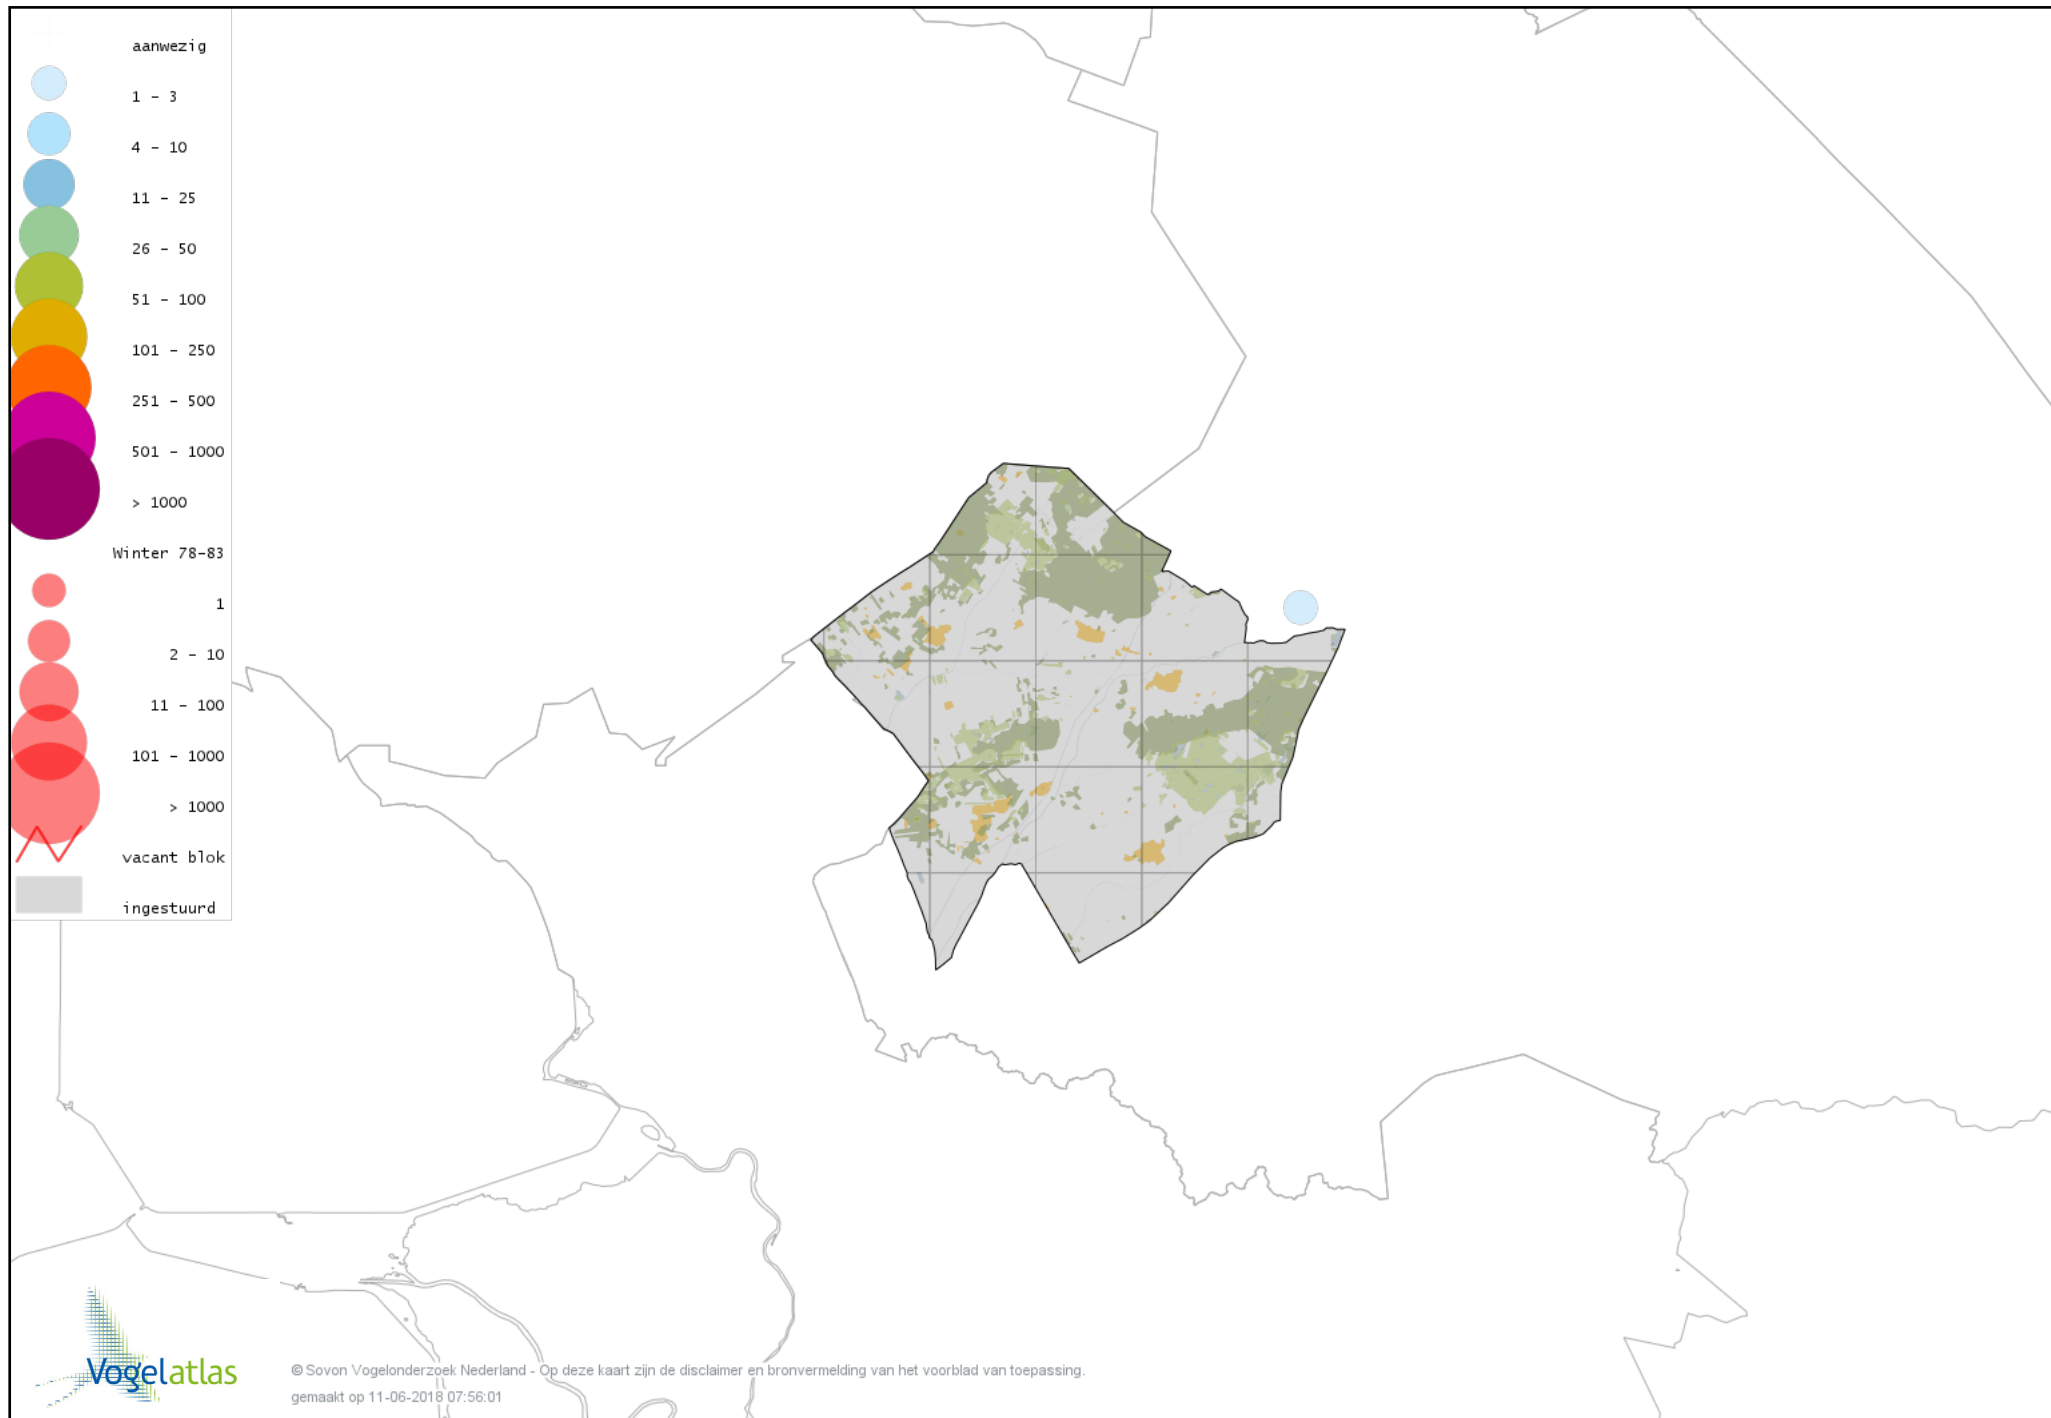 aanwezig
1 - 3
4 - 10
11 - 25
26 - 50
51 - 100
101 - 250
251 - 500
501 - 1000
> 1000
Winter 78-83
1
2 - 10
11 - 100
101 - 1000
> 1000
vacant blok
ingestuurd
Vogelatlas
© Sovon Vogelonderzoek Nederland - Op deze kaart zijn de disclaimer en bronvermelding van het voorblad van toepassing.
gemaakt op 11-06-2018 07:56:01